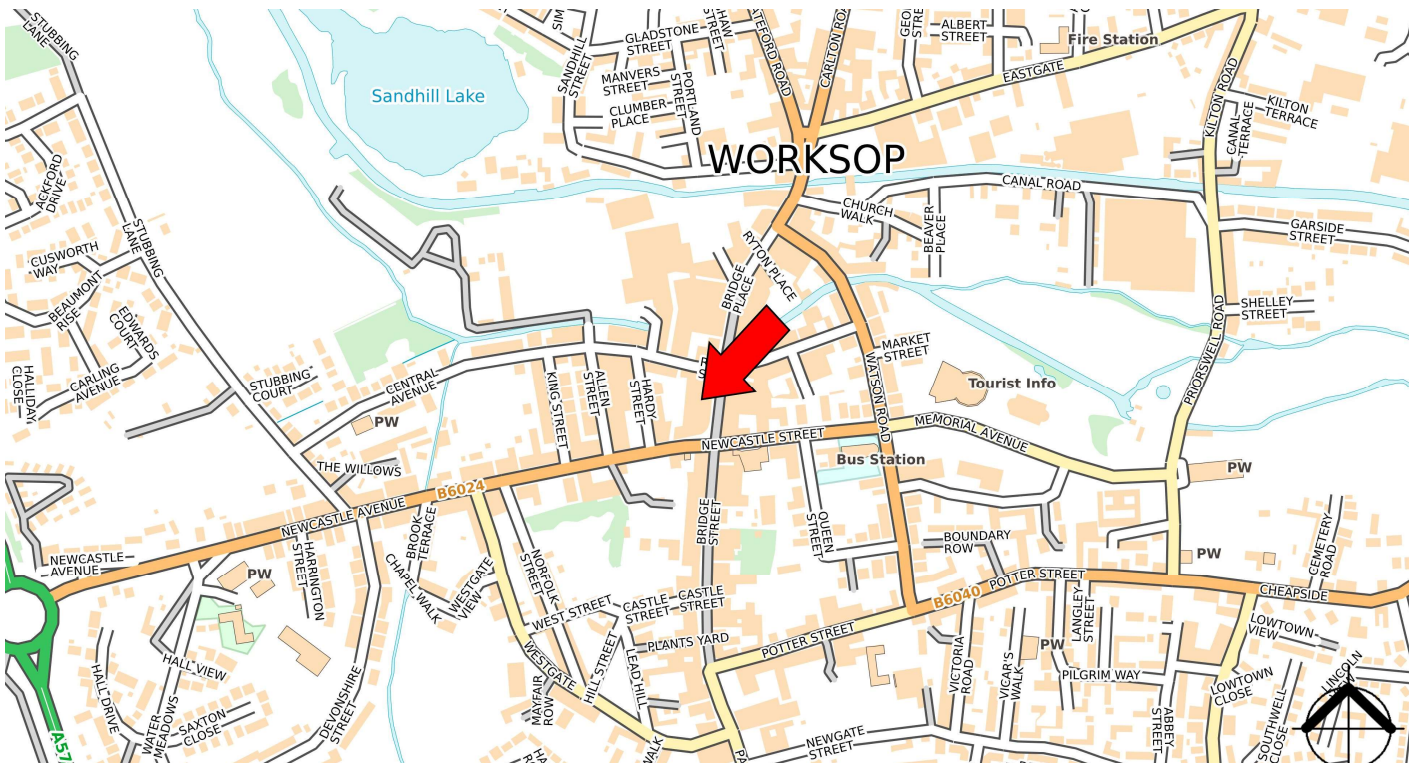 STUBBING
LANE
SANDHILL
STREET
GLADSTONE
STREET
MANVERS
STREET
CLUMBER
PLACE
PORTLAND
STREET
STREET
CARLTON
ALBERT
STREET
Fire Station
EASTGATE
KILTON ROAD
KILTON
TERRACE
CANAL
TERRACE
Sandhill Lake
WORKSOP
CANAL ROAD
CHURCH
WALK
BEAVER
PLACE
GARSIDE
STREET
ACKFORD
DRIVE
CUSWORTH
WAY
STUBBING
LANE
BEAUMONT
RISE
EDWARDS
COURT
RYTON PLACE
BRIDGE
PLACE
SHELLEY
STREET
PRIORSWELL ROAD
HALLIDAY
CLOSE
CARLING
AVENUE
STUBBING
COURT
CENTRAL
AVENUE
KING STREET
ALLEN
STREET
HARDY
STREET
MARKET
STREET
WATSON ROAD
Tourist Info
PW
NEWCASTLE STREET
MEMORIAL AVENUE
Bus Station
PW
THE WILLOWS
B6024
NEWCASTLE AVENUE
BRIDGE
STREET
QUEEN
STREET
BOUNDARY
ROW
PW
CEMETERY
ROAD
NEWCASTLE
AVENUE
PW
HARRINGTON
STREET
BROOK
TERRACE
CHAPEL WALK
WESTGATE
VIEW
NORFOLK
STREET
WEST STREET
CASTLE
STREET
CASTLE
STREET
PLANTS YARD
POTTER STREET
B6040
POTTER STREET
CHEAPSIDE
LANGLEY
STREET
LOWTOWN
VIEW
HALL VIEW
HALL DRIVE
WATER
MEADOWS
SAXTON
CLOSE
DEVONSHIRE
STREET
WESTGATE
MAYFAIR
ROW
HILL STREET
LEAD HILL
VICTORIA
ROAD
VICAR'S
WALK
PW
PILGRIM WAY
ABBEY
STREET
LOWTOWN
CLOSE
SOUTHWELL
CLOSE
LINCOLN
NEWGATE
STREET
WALK
A57